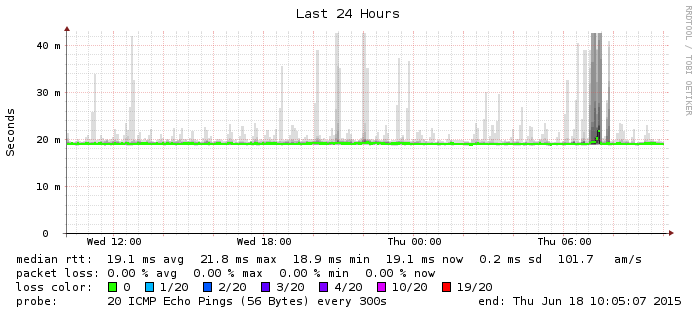 Last 24 Hours
RRDTOOL / TOBI OETIKER
Seconds
40 m
30 m
20 m
10 m
0
Wed 12:00 Wed 18:00 Thu 00:00 Thu 06:00
median rtt: 19.1 ms avg 21.8 ms max 18.9 ms min 19.1 ms now 0.2 ms sd 101.7 am/s
packet loss: 0.00 % avg 0.00 % max 0.00 % min 0.00 % now
loss color: 0 1/20 2/20 3/20 4/20 10/20 19/20
probe: 20 ICMP Echo Pings (56 Bytes) every 300s end: Thu Jun 18 10:05:07 2015